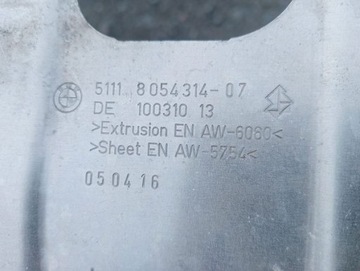 5111 8054314-07
DE 100310 13
>Extrusion EN AW-6060<
>Sheet EN AW-5754<
050416